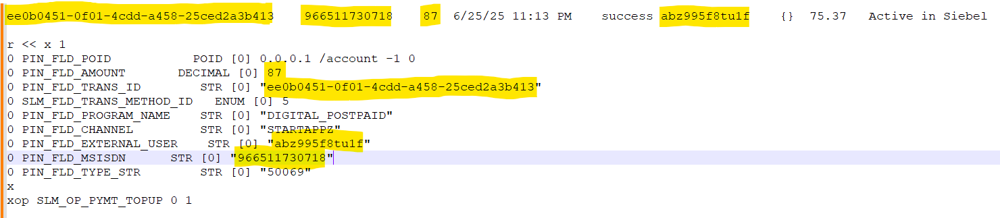 ee0b0451-0f01-4cdd-a458-25ced2a3b413 966511730718 87 6/25/25 11:13 PM success abz995f8tu1f {} 75.37 Active in Siebel
r << x 1
0 PIN_FLD_POID POID [0] 0.0.0.1 /account -1 0
0 PIN_FLD_AMOUNT DECIMAL [0] 87
0 PIN_FLD_TRANS_ID STR [0] "ee0b0451-0f01-4cdd-a458-25ced2a3b413"
0 SLM_FLD_TRANS_METHOD_ID ENUM [0] 5
0 PIN_FLD_PROGRAM_NAME STR [0] "DIGITAL_POSTPAID"
0 PIN_FLD_CHANNEL STR [0] "STARTAPPZ"
0 PIN_FLD_EXTERNAL_USER STR [0] "abz995f8tu1f"
0 PIN_FLD_MSISDN STR [0] "966511730718"
0 PIN_FLD_TYPE_STR STR [0] "50069"
x
xop SLM_OP_PYMT_TOPUP 0 1